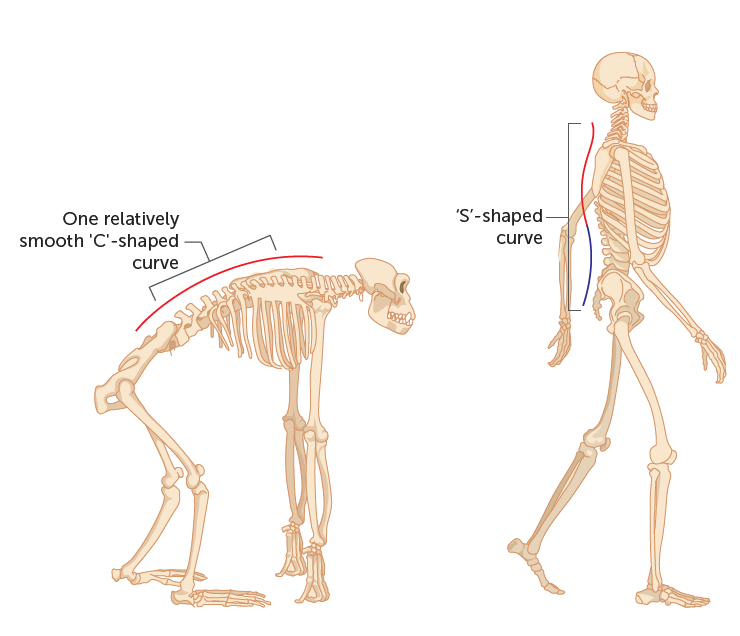 One relatively
smooth 'C'-shaped
curve
‘S’-shaped
curve